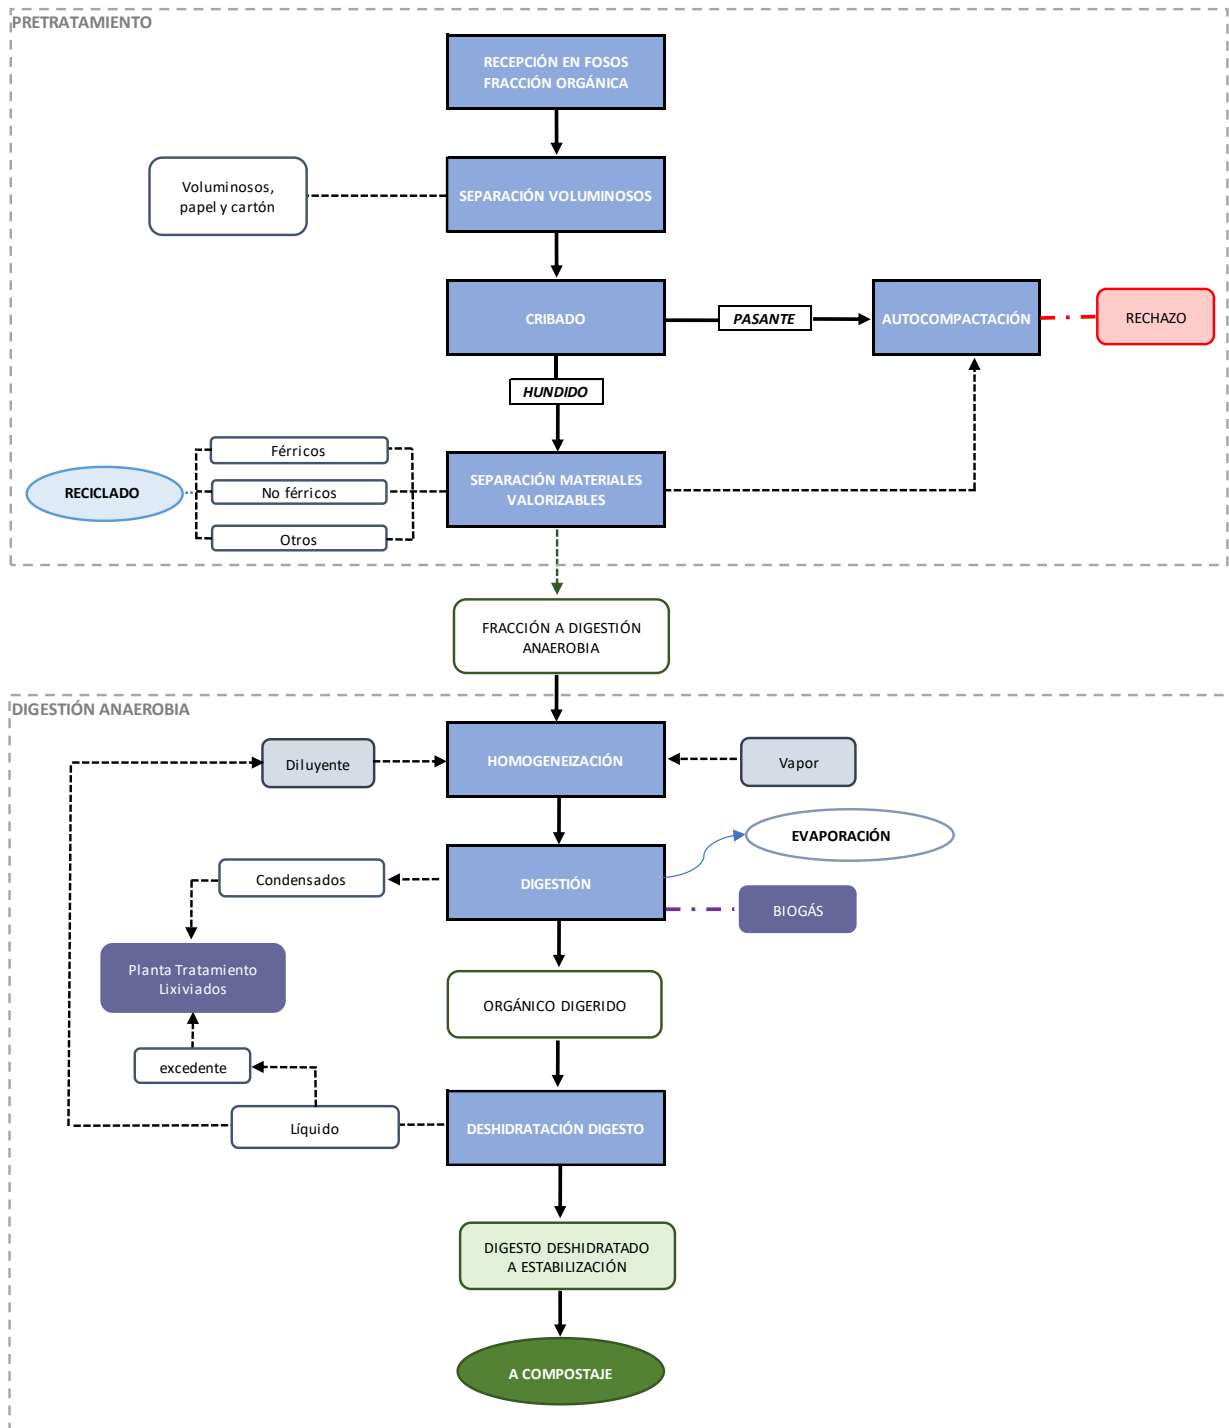 PRETRATAMIENTO
RECEPCIÓN EN FOSOS
FRACCIÓN ORGÁNICA
Voluminosos,
papel y cartón
SEPARACIÓN VOLUMINOSOS
CRIBADO
PASANTE
AUTOCOMPACTACIÓN
RECHAZO
HUNDIDO
Férricos
RECICLADO
No férricos
Otros
SEPARACIÓN MATERIALES
VALORIZABLES
FRACCIÓN A DIGESTIÓN
ANAEROBIA
DIGESTIÓN ANAEROBIA
Diluyente
HOMOGENEIZACIÓN
Vapor
EVAPORACIÓN
Condensados
DIGESTIÓN
BIOGÁS
Planta Tratamiento
Lixiviados
ORGÁNICO DIGERIDO
excedente
Líquido
DESHIDRATACIÓN DIGESTO
DIGESTO DESHIDRATADO
A ESTABILIZACIÓN
A COMPOSTAJE